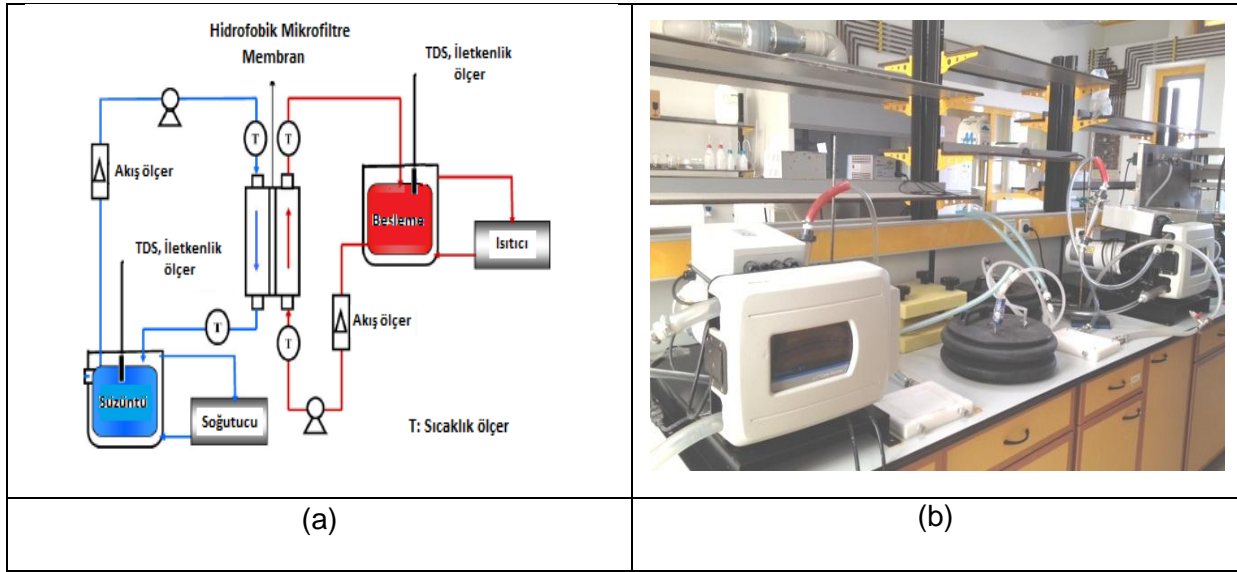 Hidrofobik Mikrofiltre
Membran
TDS, İletkenlik
ölçer
T
T
Akış ölçer
Besleme
Isıtıcı
TDS, İletkenlik
ölçer
Akış ölçer
T
T
Süzüntü
Soğutucu
T: Sıcaklık ölçer
(a)
(b)